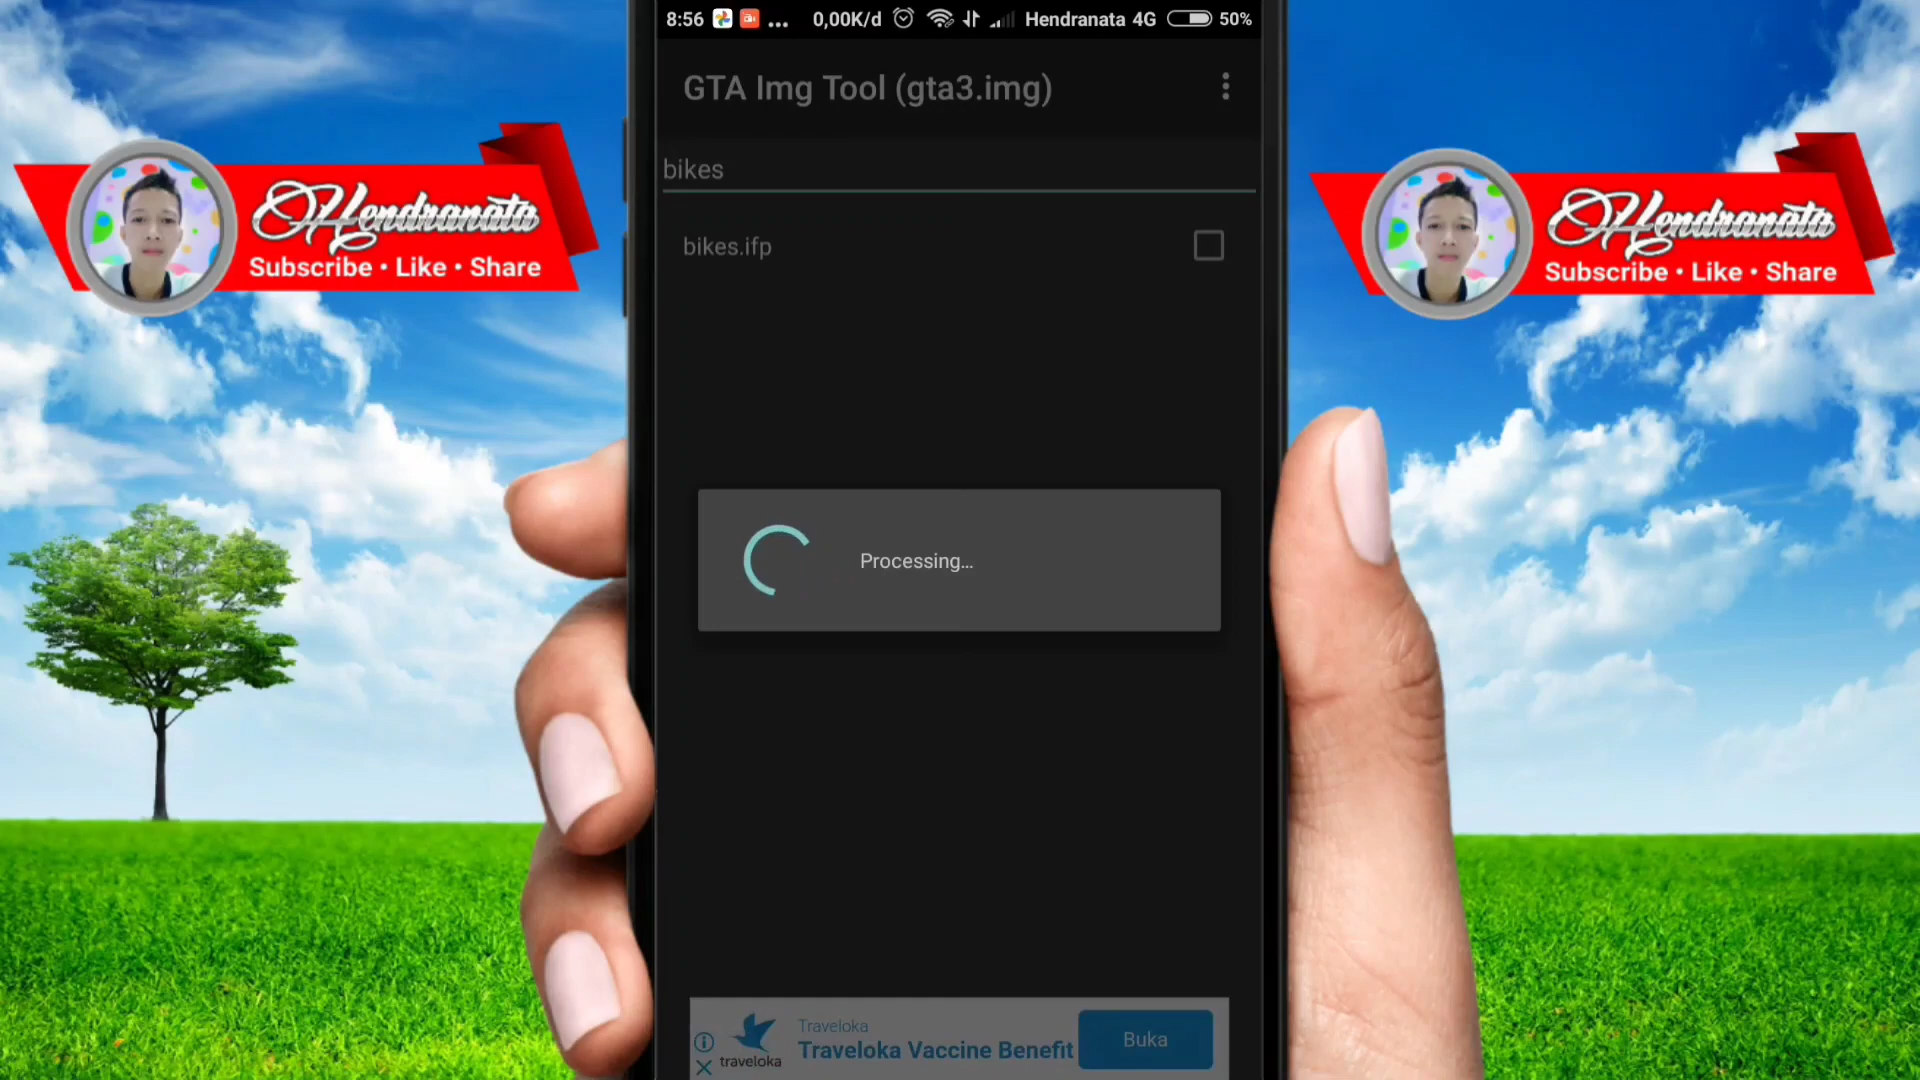 8:56 ... 0,00K/d Hendranata 4G 50%
GTA Img Tool (gta3.img)
bikes
bikes.ifp
Processing...
Traveloka
Traveloka Vaccine Benefit
traveloka
Buka
Hendranata
Subscribe • Like • Share
Hendranata
Subscribe • Like • Share